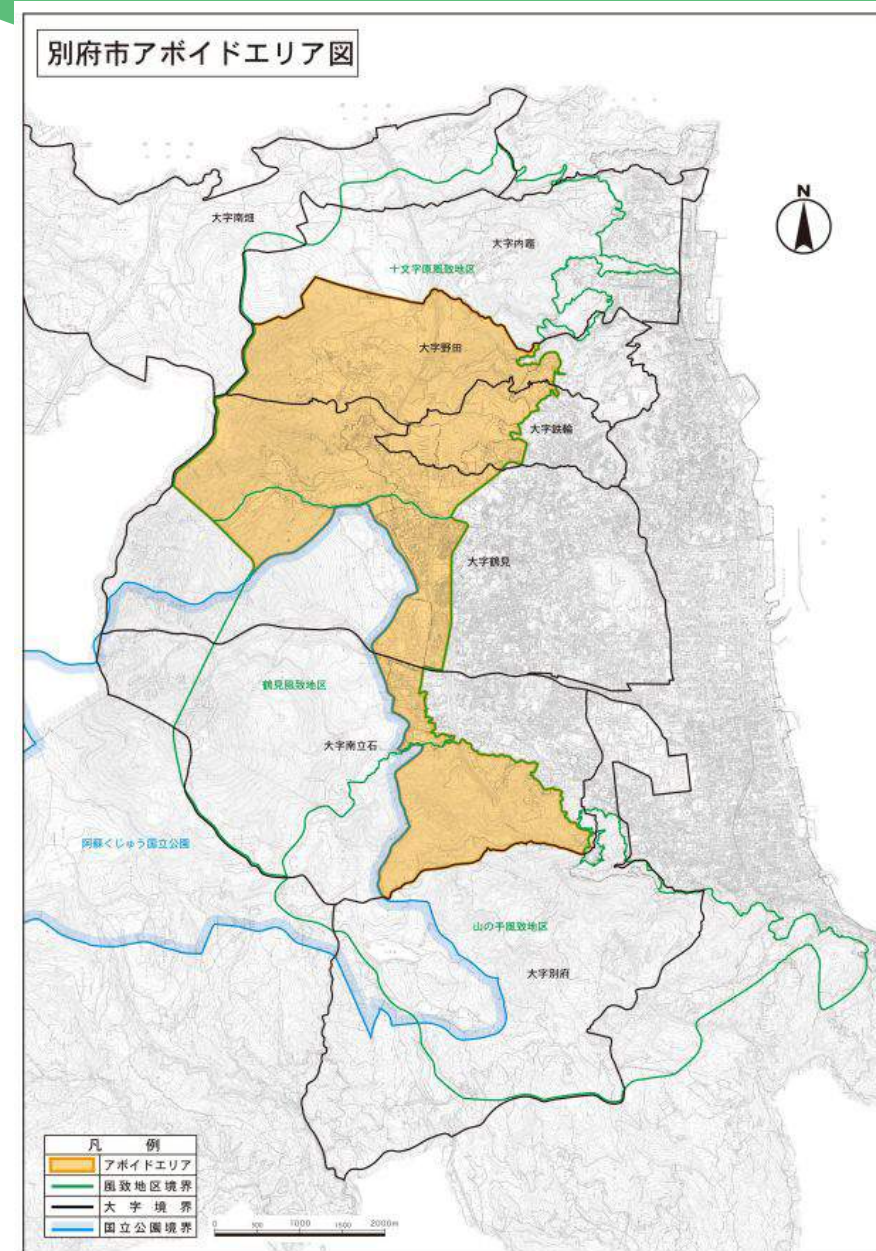 別府市アボイドエリア図
N
大字南畑
大字内竈
十文字原風致地区
大字野田
大字鉄輪
大字鶴見
鶴見風致地区
大字南立石
阿蘇くじゅう国立公園
山の手風致地区
大字別府
凡 例
アボイドエリア
風致地区境界
大字境界
国立公園境界
0 500 1000 1500 2000m